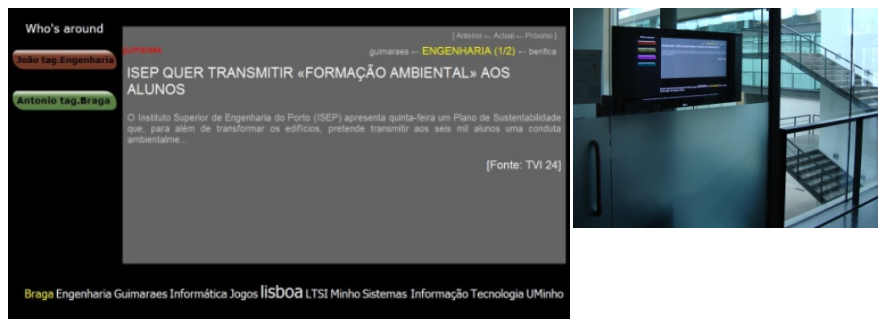 Who's around
João tag.Engenharia
Antonio tag.Braga
[ Anterior ← Actual ← Próximo ]
guimaraes
guimaraes ← ENGENHARIA (1/2) ← benfica
ISEP QUER TRANSMITIR «FORMAÇÃO AMBIENTAL» AOS
ALUNOS
O Instituto Superior de Engenharia do Porto (ISEP) apresenta quinta-feira um Plano de Sustentabilidade
que, para além de transformar os edifícios, pretende transmitir aos seis mil alunos uma conduta
ambientalme...
[Fonte: TVI 24]
Braga Engenharia Guimaraes Informática Jogos lisboa LTSI Minho Sistemas Informação Tecnologia UMinho